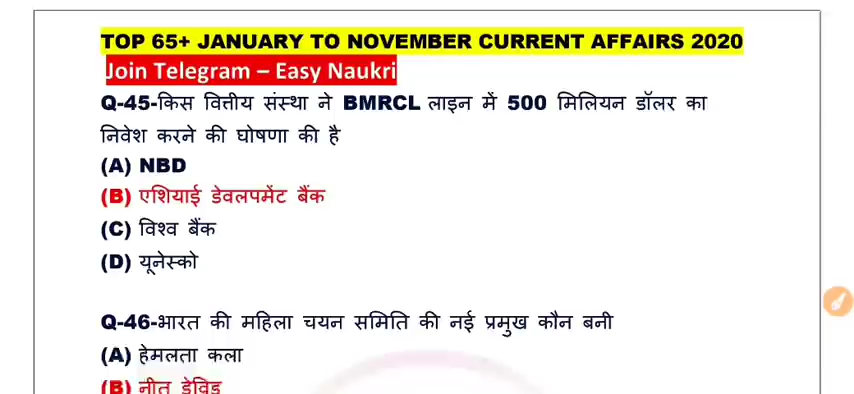 TOP 65+ JANUARY TO NOVEMBER CURRENT AFFAIRS 2020
Join Telegram – Easy Naukri
Q-45-किस वित्तीय संस्था ने BMRCL लाइन में 500 मिलियन डॉलर का
निवेश करने की घोषणा की है
(A) NBD
(B) एशियाई डेवलपमेंट बैंक
(C) विश्व बैंक
(D) यूनेस्को
Q-46-भारत की महिला चयन समिति की नई प्रमुख कौन बनी
(A) हेमलता कला
(B) नीतू डेविड